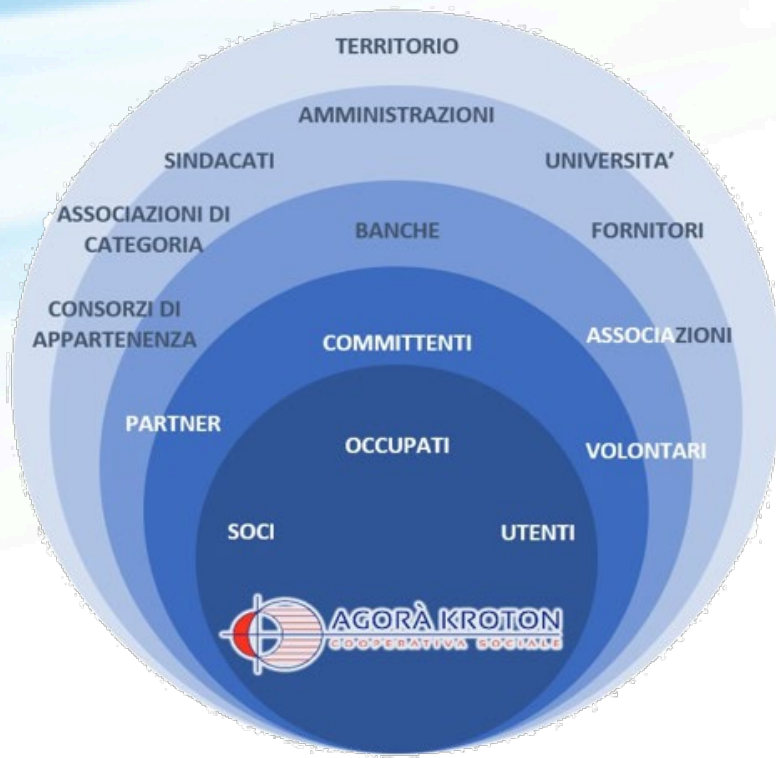 TERRITORIO
AMMINISTRAZIONI
SINDACATI
UNIVERSITA’
ASSOCIAZIONI DI
CATEGORIA
BANCHE
FORNITORI
CONSORZI DI
APPARTENENZA
COMMITTENTI
ASSOCIAZIONI
PARTNER
OCCUPATI
VOLONTARI
SOCI
UTENTI
AGORÀ KROTON
COOPERATIVA SOCIALE